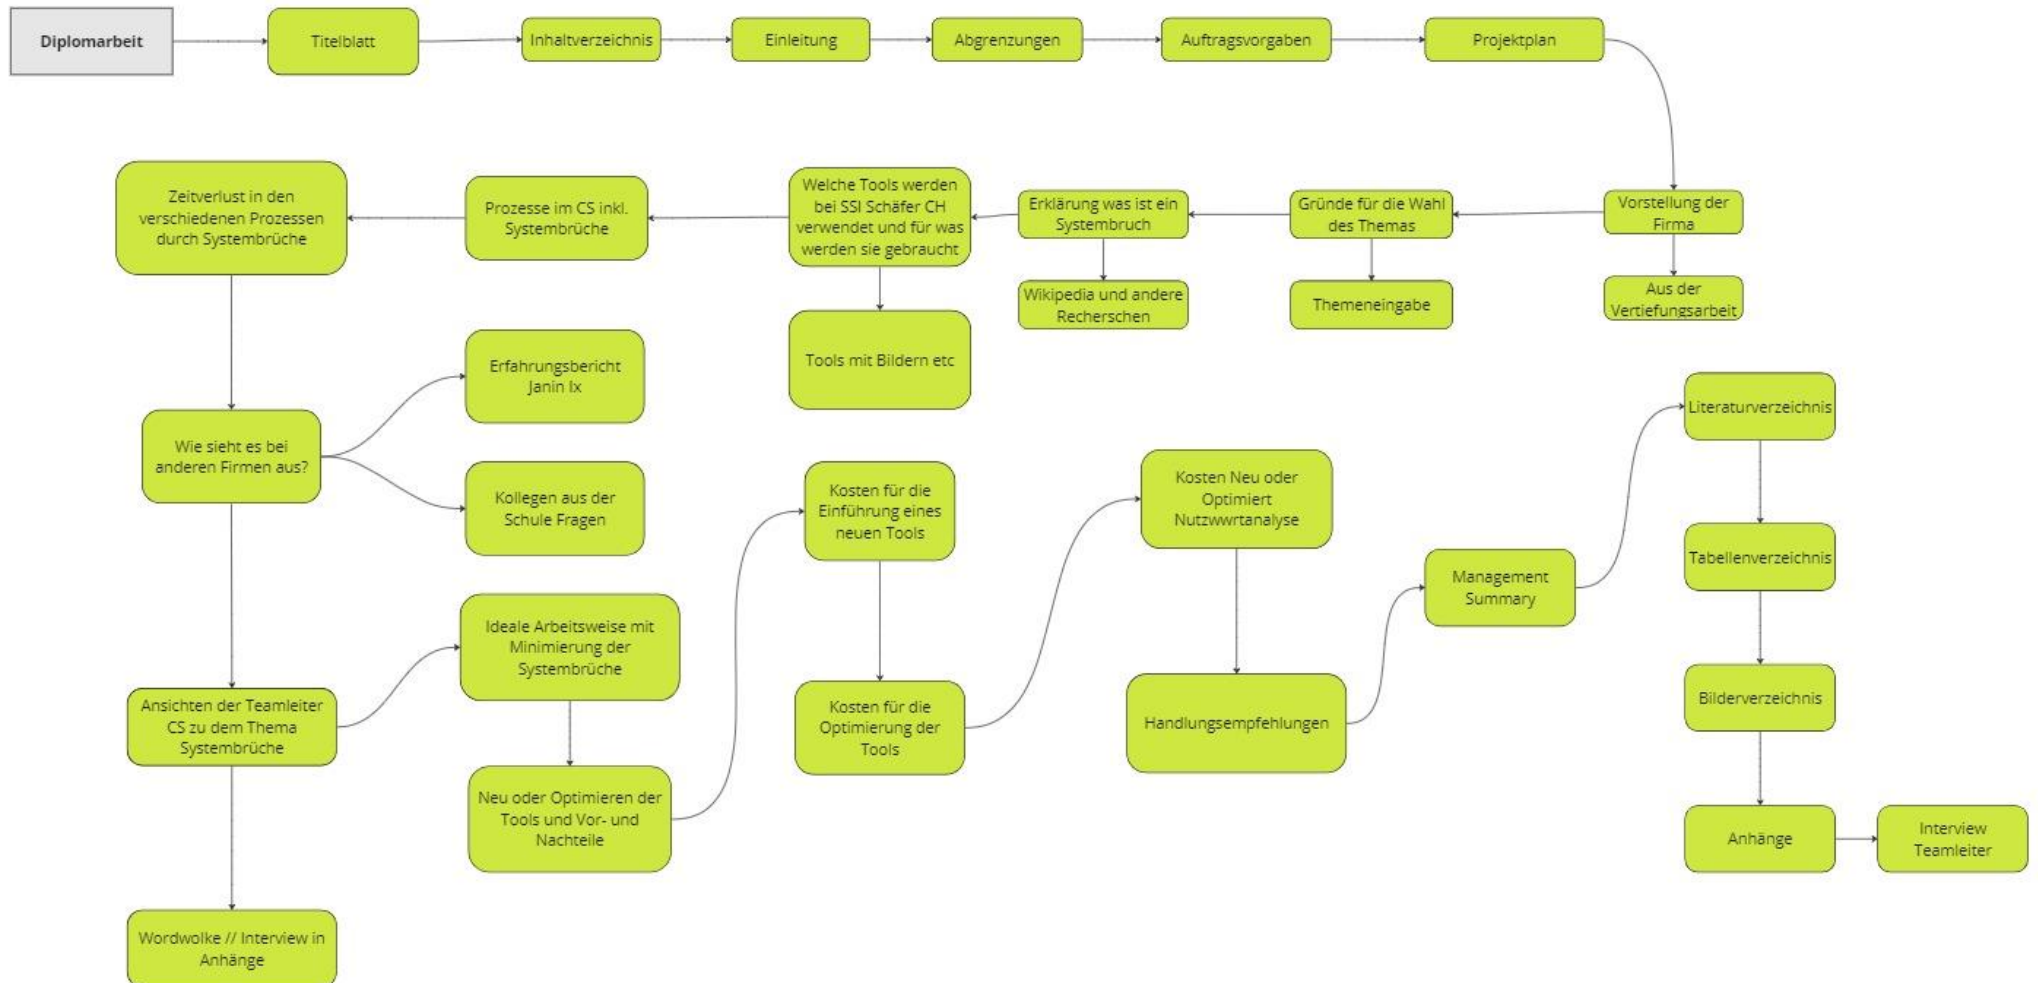 Diplomarbeit
Titelblatt
Inhaltverzeichnis
Einleitung
Abgrenzungen
Auftragsvorgaben
Projektplan
Vorstellung der
Firma
Aus der
Vertiefungsarbeit
Gründe für die Wahl
des Themas
Themeneingabe
Erklärung was ist ein
Systembruch
Wikipedia und andere
Recherschen
Welche Tools werden
bei SSI Schäfer CH
verwendet und für was
werden sie gebraucht
Tools mit Bildern etc
Prozesse im CS inkl.
Systembrüche
Zeitverlust in den
verschiedenen Prozessen
durch Systembrüche
Wie sieht es bei
anderen Firmen aus?
Erfahrungsbericht
Janin Ix
Kollegen aus der
Schule Fragen
Ansichten der Teamleiter
CS zu dem Thema
Systembrüche
Wordwolke // Interview in
Anhänge
Ideale Arbeitsweise mit
Minimierung der
Systembrüche
Neu oder Optimieren der
Tools und Vor- und
Nachteile
Kosten für die
Einführung eines
neuen Tools
Kosten für die
Optimierung der
Tools
Kosten Neu oder
Optimiert
Nutzwwrtanalyse
Handlungsempfehlungen
Management
Summary
Literaturverzeichnis
Tabellenverzeichnis
Bilderverzeichnis
Anhänge
Interview
Teamleiter